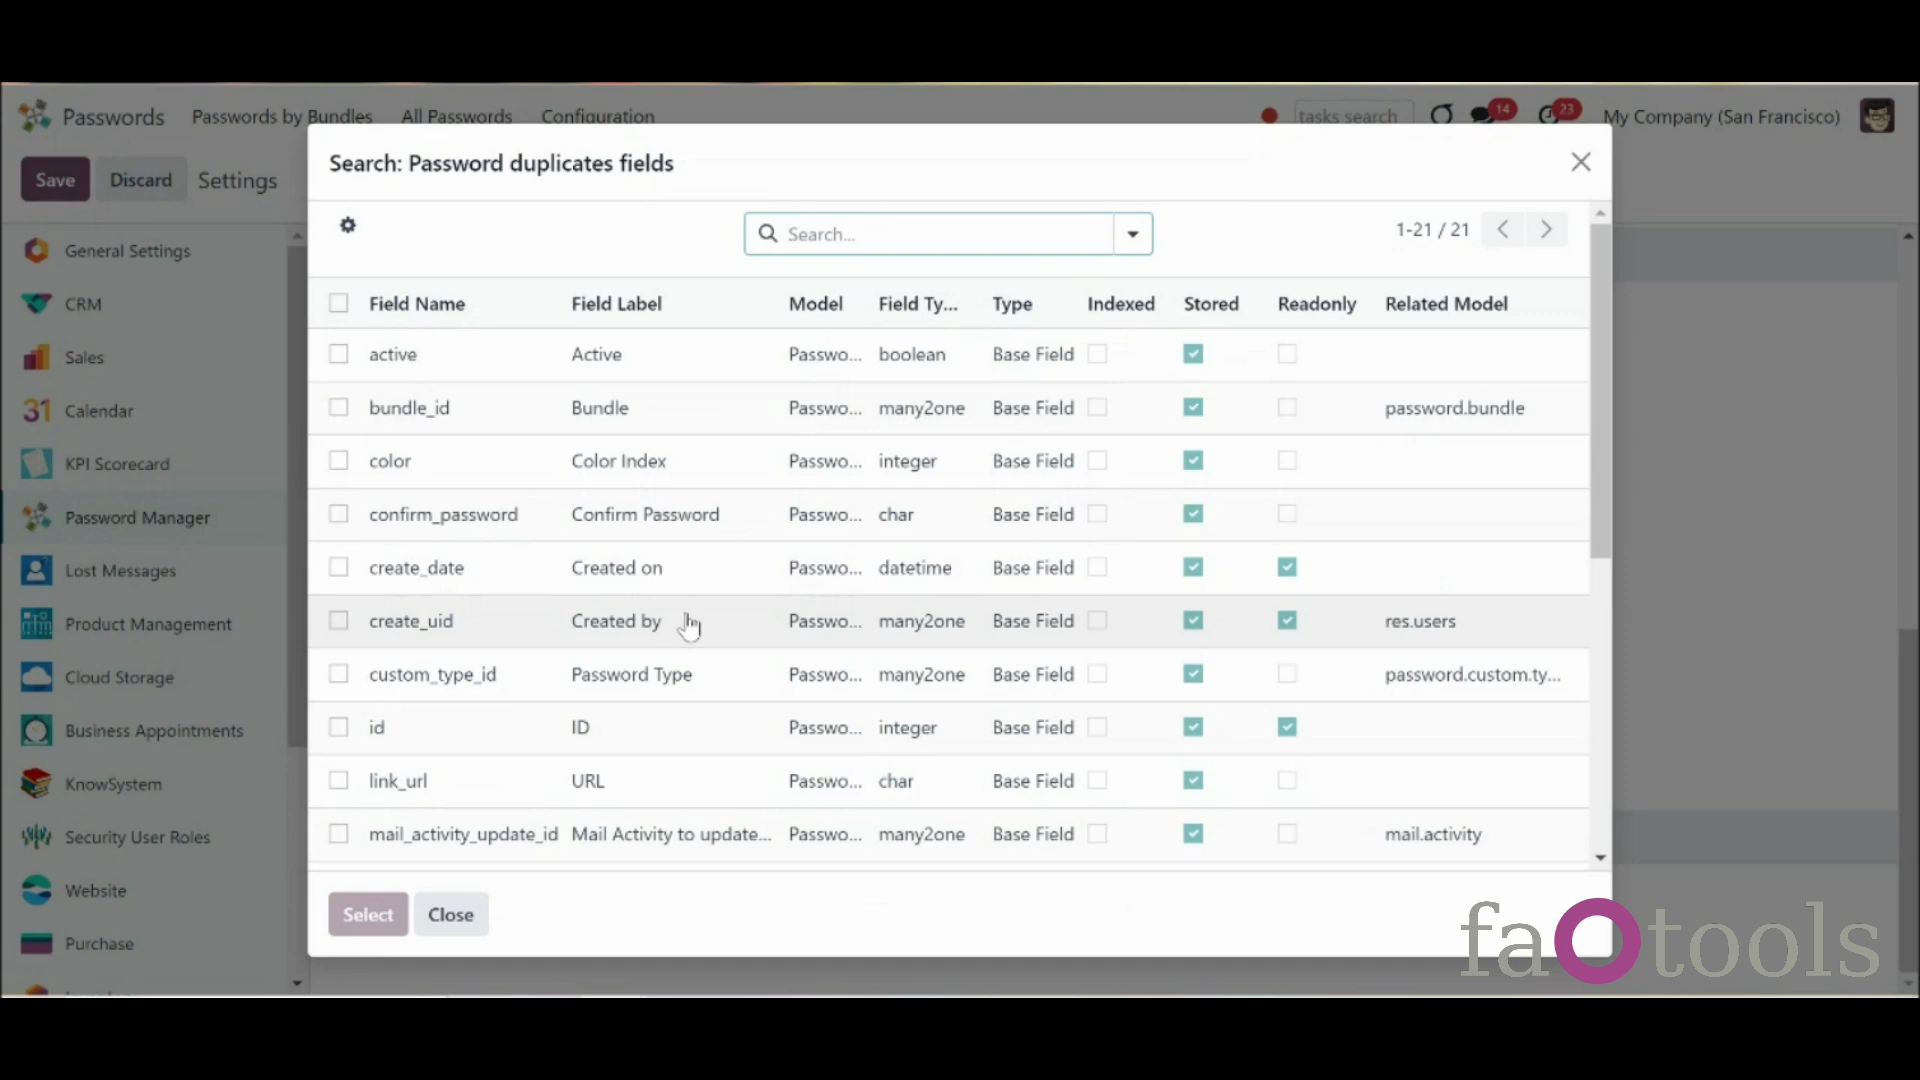 Passwords Passwords by Bundles All Passwords Configuration tasks search 14 23 My Company (San Francisco)
Save Discard Settings
Search: Password duplicates fields
Search... 1-21 / 21
General Settings
CRM
Sales
31 Calendar
KPI Scorecard
Password Manager
Lost Messages
Product Management
Cloud Storage
Business Appointments
KnowSystem
Security User Roles
Website
Purchase
Field Name Field Label Model Field Ty... Type Indexed Stored Readonly Related Model
active Active Passwo... boolean Base Field
bundle_id Bundle Passwo... many2one Base Field password.bundle
color Color Index Passwo... integer Base Field
confirm_password Confirm Password Passwo... char Base Field
create_date Created on Passwo... datetime Base Field
create_uid Created by Passwo... many2one Base Field res.users
custom_type_id Password Type Passwo... many2one Base Field password.custom.ty...
id ID Passwo... integer Base Field
link_url URL Passwo... char Base Field
mail_activity_update_id Mail Activity to update... Passwo... many2one Base Field mail.activity
Select Close
faOtools